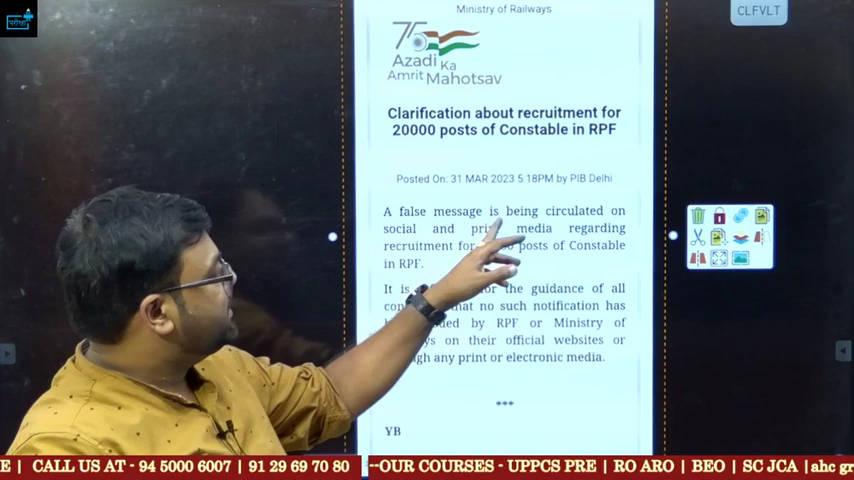 परीक्षा
Ministry of Railways
CLFVLT
75
Azadi Ka
Amrit Mahotsav
Clarification about recruitment for
20000 posts of Constable in RPF
Posted On: 31 MAR 2023 5:18PM by PIB Delhi
A false message is being circulated on
social and media regarding
recruitment for posts of Constable
in RPF.
It is the guidance of all
that no such notification has
by RPF or Ministry of
on their official websites or
any print or electronic media.
***
YB
E | CALL US AT - 94 5000 6007 | 91 29 69 70 80 --OUR COURSES - UPPCS PRE | RO ARO | BEO | SC JCA |ahc gr